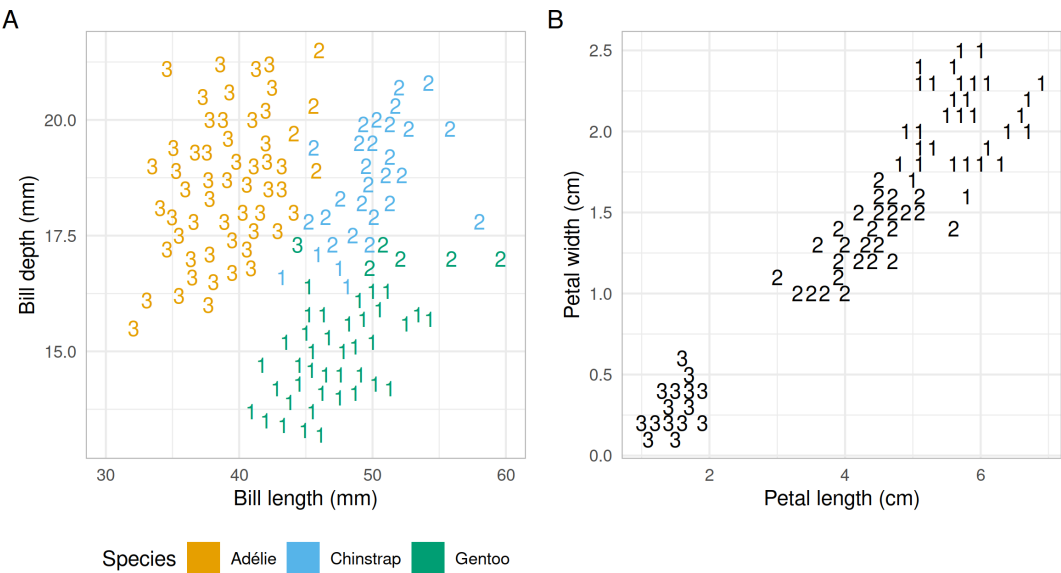 A
B
Bill depth (mm)
20.0
17.5
15.0
30 40 50 60
Bill length (mm)
Petal width (cm)
2.5
2.0
1.5
1.0
0.5
0.0
2 4 6
Petal length (cm)
Species Adélie Chinstrap Gentoo